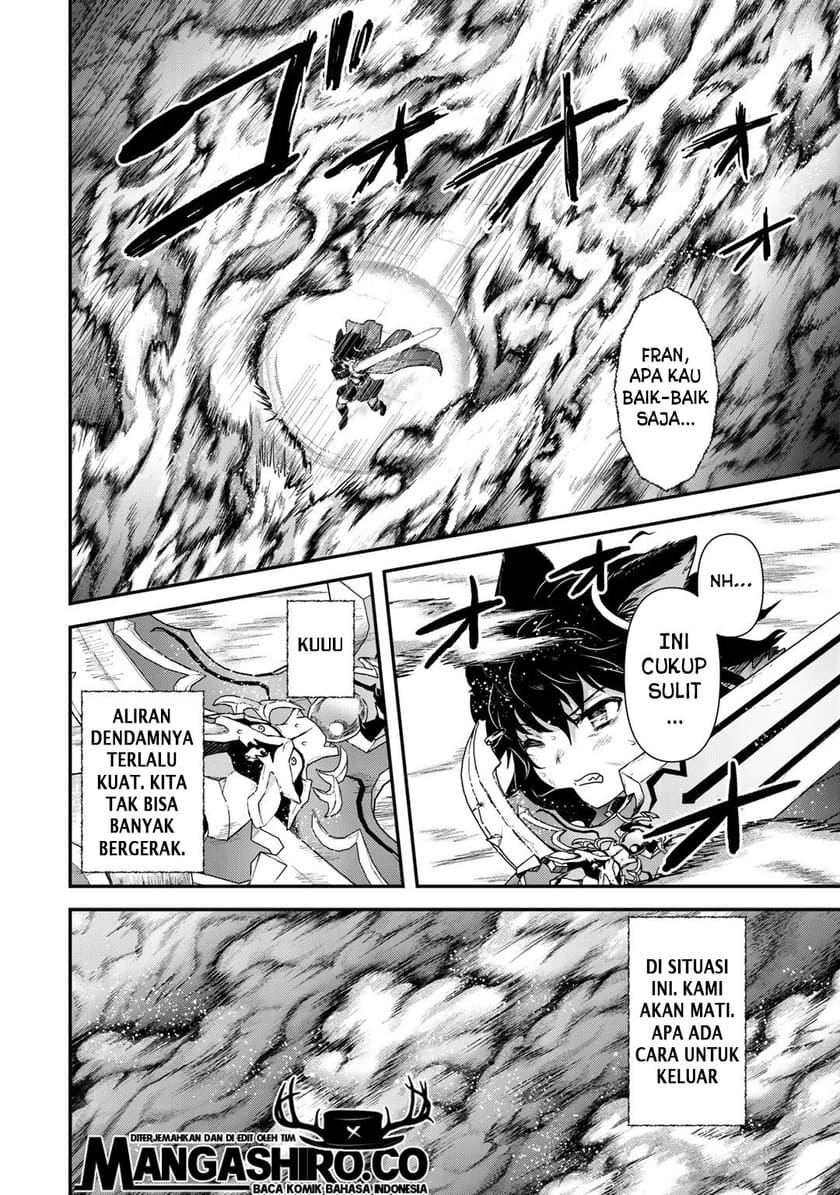 ゴォォォ
FRAN,
APA KAU
BAIK-BAIK
SAJA...
NH...
INI
CUKUP
SULIT
...
オ
オ
KUUU
ALIRAN
DENDAMNYA
TERLALU
KUAT. KITA
TAK BISA
BANYAK
BERGERAK.
DI SITUASI
INI. KAMI
AKAN MATI.
APA ADA
CARA UNTUK
KELUAR
DITERJEMAHKAN DAN DI EDIT OLEH TIM
MANGASHIRO.CO
BACA KOMIK BAHASA INDONESIA